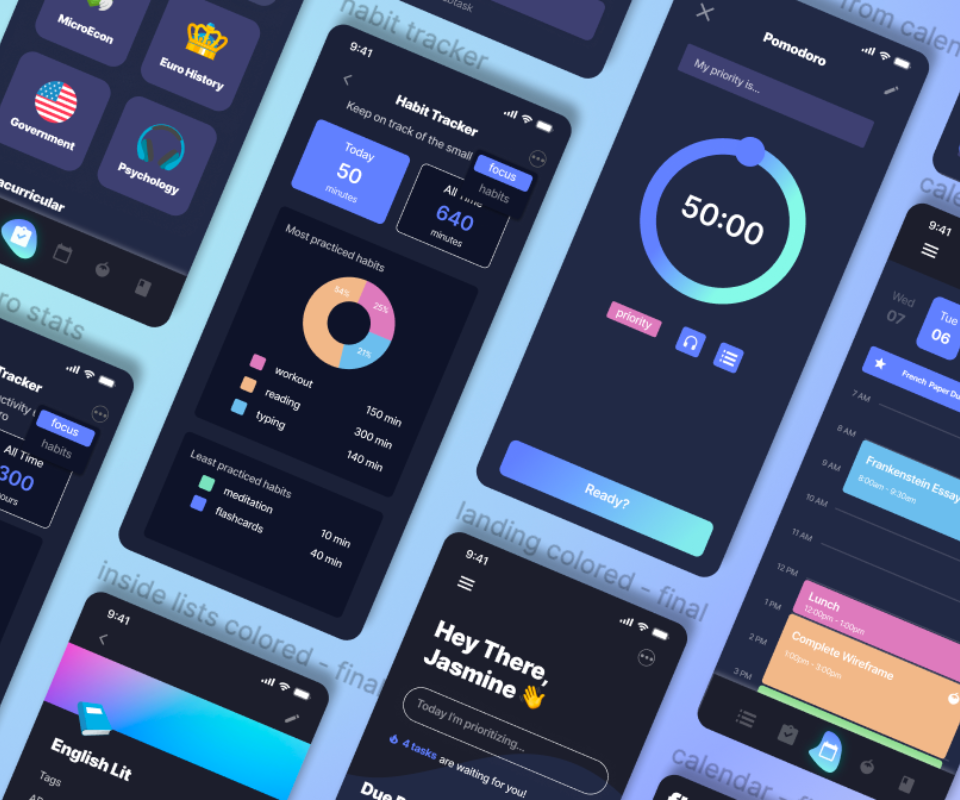 MicroEcon
Euro History
Government
Psychology
acurricular
ro stats
Tracker
focus
habits
All Time
300
ours
habit tracker
9:41
Habit Tracker
Keep on track of the small
focus
habits
Today
50
minutes
All Time
640
minutes
Most practiced habits
54%
25%
21%
workout
150 min
reading
300 min
typing
140 min
Least practiced habits
meditation
10 min
flashcards
40 min
Pomodoro
My priority is...
50:00
priority
Ready?
from calen
9:41
Wed
07
Tue
06
French Paper Du
7 AM
8 AM
9 AM
10 AM
11 AM
12 PM
1 PM
2 PM
3 PM
Frankenstein Essay
8:00am - 9:30am
Lunch
12:00pm - 1:00pm
Complete Wireframe
1:00pm - 3:00pm
inside lists colored - final
9:41
English Lit
Tags
landing colored - final
9:41
Hey There,
Jasmine 👋
Today I'm prioritizing...
4 tasks are waiting for you!
calendar - f